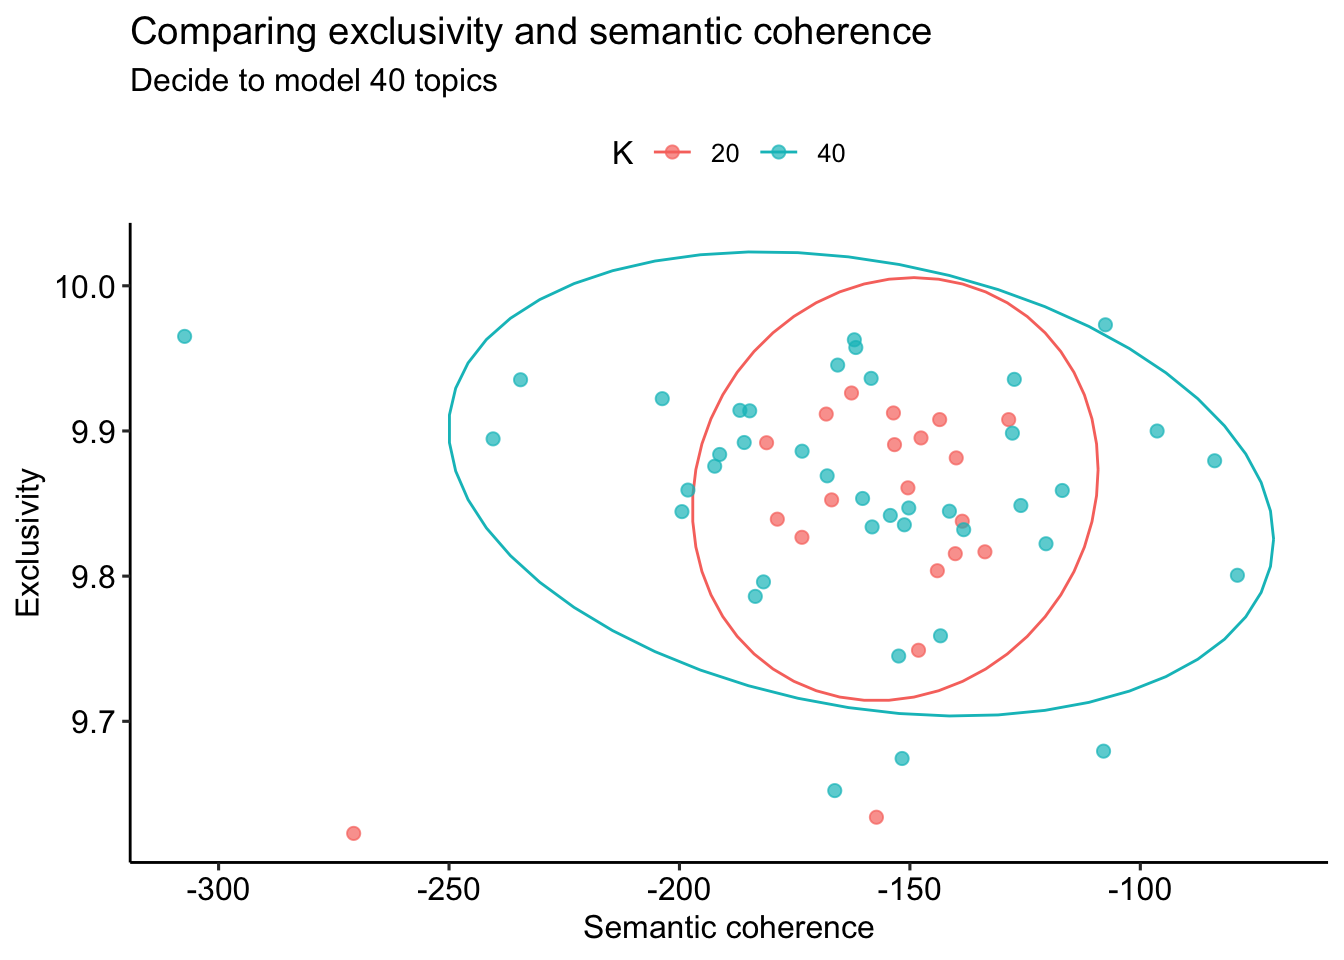 Comparing exclusivity and semantic coherence
Decide to model 40 topics
K 20 40
10.0
9.9
9.8
9.7
Exclusivity
-300 -250 -200 -150 -100
Semantic coherence